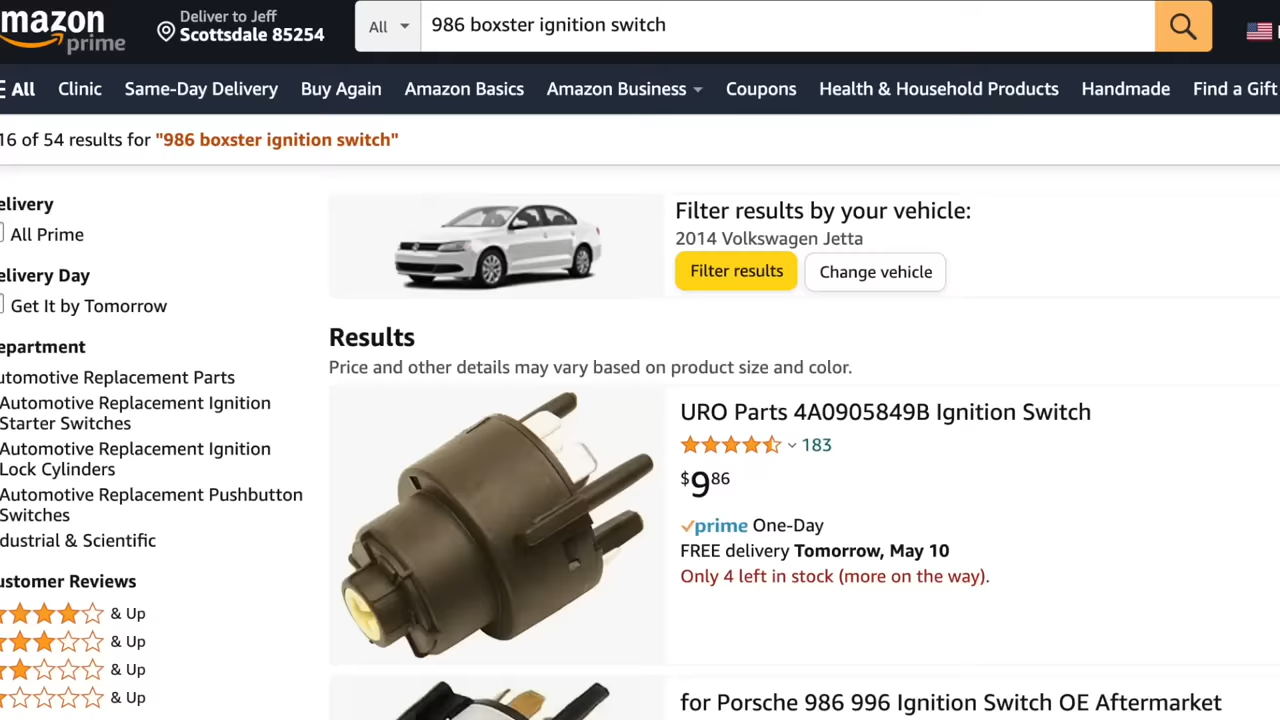 mazon
prime
Deliver to Jeff
Scottsdale 85254
All
986 boxster ignition switch
All
Clinic
Same-Day Delivery
Buy Again
Amazon Basics
Amazon Business
Coupons
Health & Household Products
Handmade
Find a Gift
16 of 54 results for "986 boxster ignition switch"
elivery
All Prime
elivery Day
Get It by Tomorrow
epartment
utomotive Replacement Parts
Automotive Replacement Ignition
Starter Switches
Automotive Replacement Ignition
Lock Cylinders
Automotive Replacement Pushbutton
Switches
dustrial & Scientific
ustomer Reviews
& Up
& Up
& Up
& Up
Filter results by your vehicle:
2014 Volkswagen Jetta
Filter results
Change vehicle
Results
Price and other details may vary based on product size and color.
URO Parts 4A0905849B Ignition Switch
183
$986
prime One-Day
FREE delivery Tomorrow, May 10
Only 4 left in stock (more on the way).
for Porsche 986 996 Ignition Switch OE Aftermarket